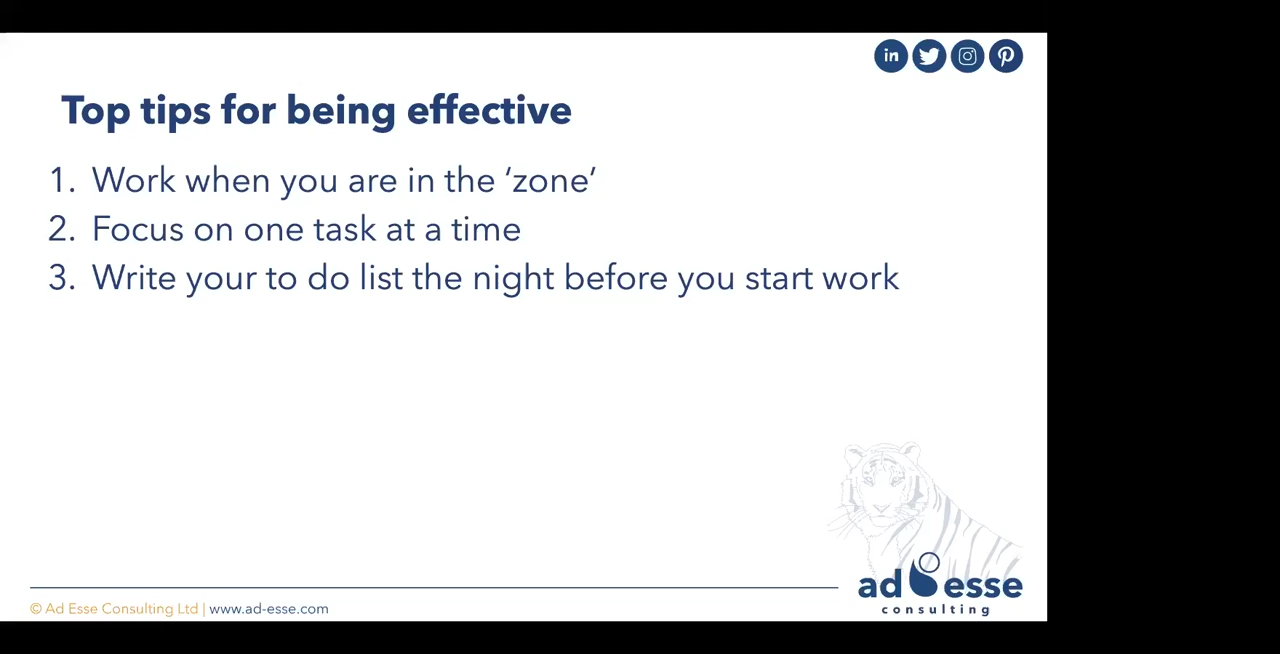 Top tips for being effective
1. Work when you are in the ‘zone’
2. Focus on one task at a time
3. Write your to do list the night before you start work
ad esse
consulting
© Ad Esse Consulting Ltd | www.ad-esse.com